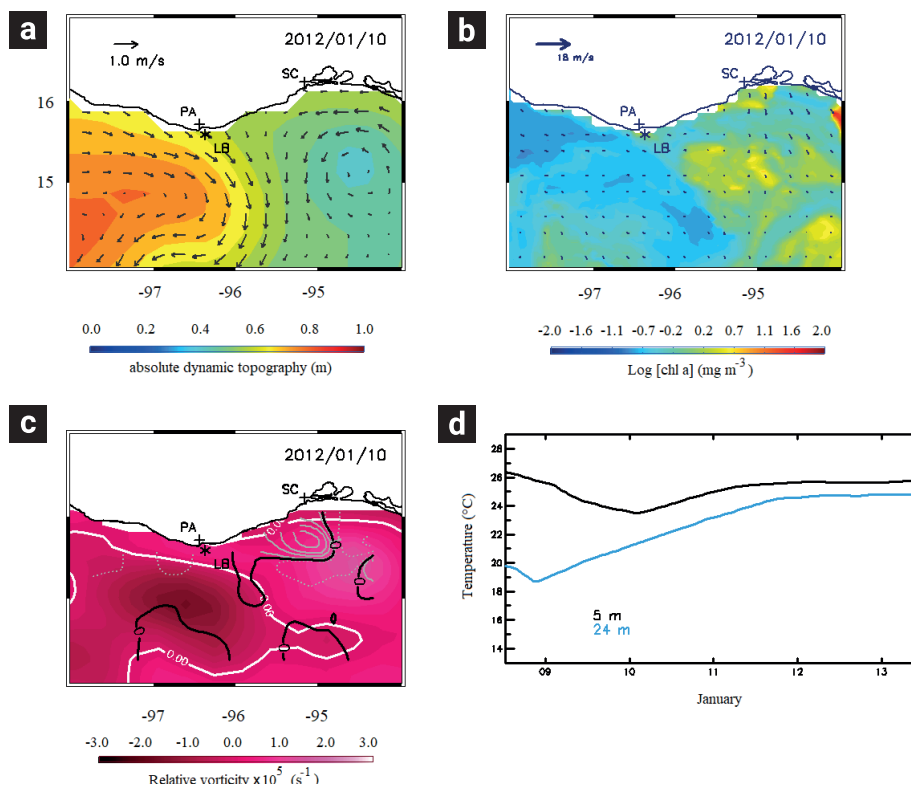 a
1.0 m/s
2012/01/10
SC
PA
LB
16
15
-97
-96
-95
0.0 0.2 0.4 0.6 0.8 1.0
absolute dynamic topography (m)
b
18 m/s
2012/01/10
SC
PA
LB
-97
-96
-95
-2.0 -1.6 -1.1 -0.7 -0.2 0.2 0.7 1.1 1.6 2.0
Log [chl a] (mg m⁻³)
c
2012/01/10
SC
PA
LB
0.00
0
0
0.00
0
0
0.00
0
-97
-96
-95
-3.0 -2.0 -1.0 0.0 1.0 2.0 3.0
Relative vorticity x10⁵ (s⁻¹)
d
Temperature (°C)
28
26
24
22
20
18
16
14
5 m
24 m
09 10 11 12 13
January